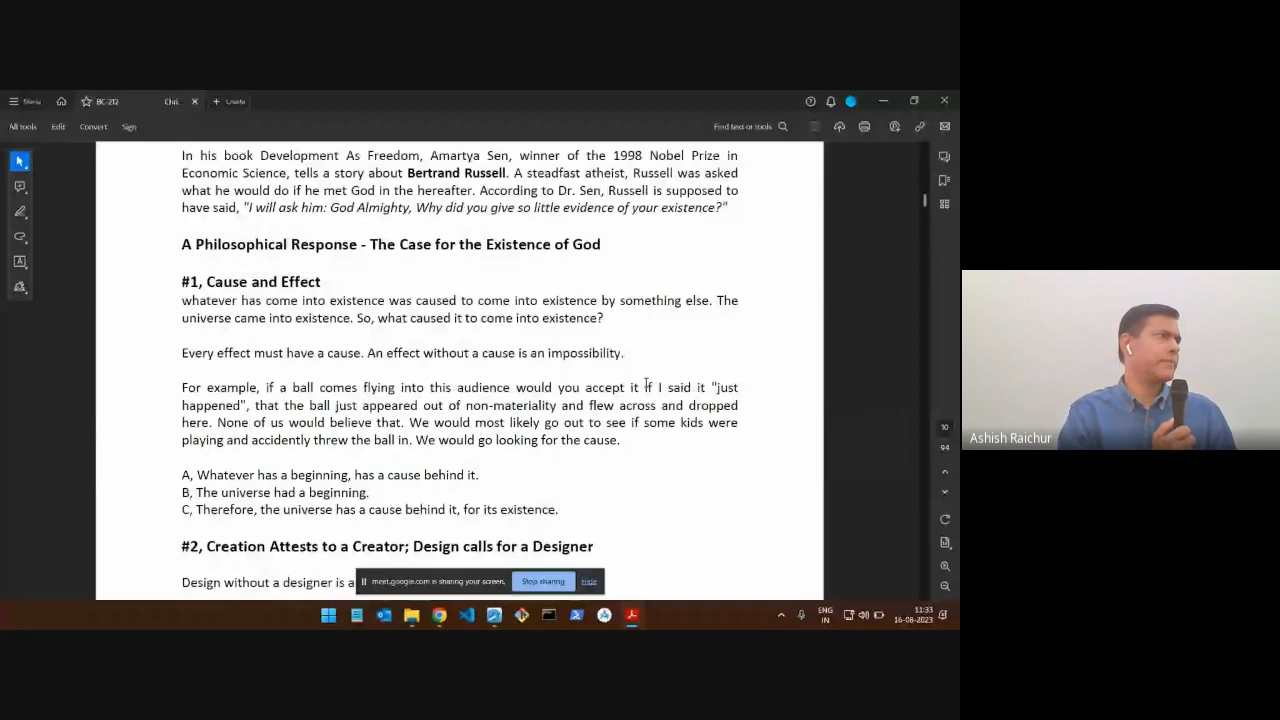 Menu BC-212 Chri. + Create
All tools Edit Convert Sign Find text or tools
In his book Development As Freedom, Amartya Sen, winner of the 1998 Nobel Prize in
Economic Science, tells a story about Bertrand Russell. A steadfast atheist, Russell was asked
what he would do if he met God in the hereafter. According to Dr. Sen, Russell is supposed to
have said, "I will ask him: God Almighty, Why did you give so little evidence of your existence?"
A Philosophical Response - The Case for the Existence of God
#1, Cause and Effect
whatever has come into existence was caused to come into existence by something else. The
universe came into existence. So, what caused it to come into existence?
Every effect must have a cause. An effect without a cause is an impossibility.
For example, if a ball comes flying into this audience would you accept it if I said it "just
happened", that the ball just appeared out of non-materiality and flew across and dropped
here. None of us would believe that. We would most likely go out to see if some kids were
playing and accidently threw the ball in. We would go looking for the cause.
A, Whatever has a beginning, has a cause behind it.
B, The universe had a beginning.
C, Therefore, the universe has a cause behind it, for its existence.
#2, Creation Attests to a Creator; Design calls for a Designer
Design without a designer is a
meet.google.com is sharing your screen. Stop sharing Hide
10
94
Ashish Raichur
ENG
IN
11:33
16-08-2023